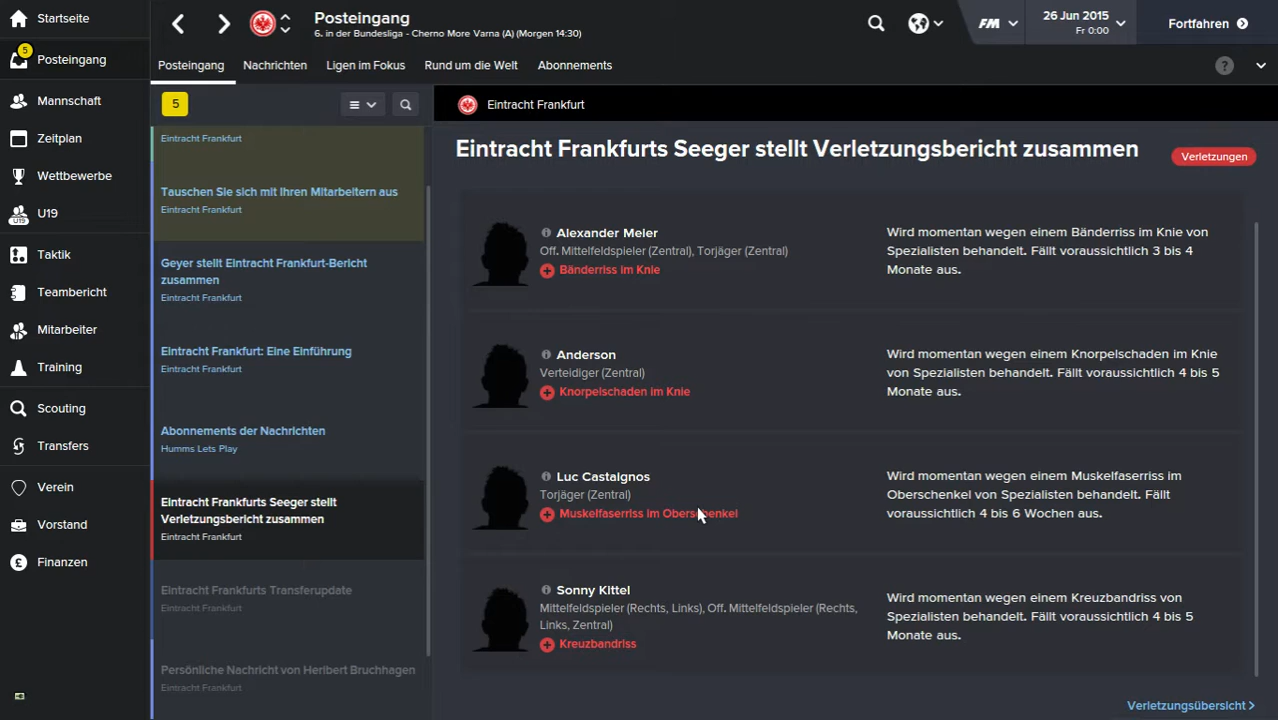 Startseite
5
Posteingang
Mannschaft
Zeitplan
Wettbewerbe
U19
U19
Taktik
Teambericht
Mitarbeiter
Training
Scouting
Transfers
Verein
Vorstand
Finanzen
Posteingang
6. in der Bundesliga - Cherno More Varna (A) (Morgen 14:30)
FM
26 Jun 2015
Fr 0:00
Fortfahren
Posteingang
Nachrichten
Ligen im Fokus
Rund um die Welt
Abonnements
?
5
Eintracht Frankfurt
Tauschen Sie sich mit Ihren Mitarbeitern aus
Eintracht Frankfurt
Geyer stellt Eintracht Frankfurt-Bericht
zusammen
Eintracht Frankfurt
Eintracht Frankfurt: Eine Einführung
Eintracht Frankfurt
Abonnements der Nachrichten
Humms Lets Play
Eintracht Frankfurts Seeger stellt
Verletzungsbericht zusammen
Eintracht Frankfurt
Eintracht Frankfurts Transferupdate
Eintracht Frankfurt
Persönliche Nachricht von Heribert Bruchhagen
Eintracht Frankfurt
Eintracht Frankfurt
Eintracht Frankfurts Seeger stellt Verletzungsbericht zusammen
Verletzungen
Alexander Meier
Off. Mittelfeldspieler (Zentral), Torjäger (Zentral)
Bänderriss im Knie
Wird momentan wegen einem Bänderriss im Knie von
Spezialisten behandelt. Fällt voraussichtlich 3 bis 4
Monate aus.
Anderson
Verteidiger (Zentral)
Knorpelschaden im Knie
Wird momentan wegen einem Knorpelschaden im Knie
von Spezialisten behandelt. Fällt voraussichtlich 4 bis 5
Monate aus.
Luc Castaignos
Torjäger (Zentral)
Muskelfaserriss im Oberschenkel
Wird momentan wegen einem Muskelfaserriss im
Oberschenkel von Spezialisten behandelt. Fällt
voraussichtlich 4 bis 6 Wochen aus.
Sonny Kittel
Mittelfeldspieler (Rechts, Links), Off. Mittelfeldspieler (Rechts,
Links, Zentral)
Kreuzbandriss
Wird momentan wegen einem Kreuzbandriss von
Spezialisten behandelt. Fällt voraussichtlich 4 bis 5
Monate aus.
Verletzungsübersicht